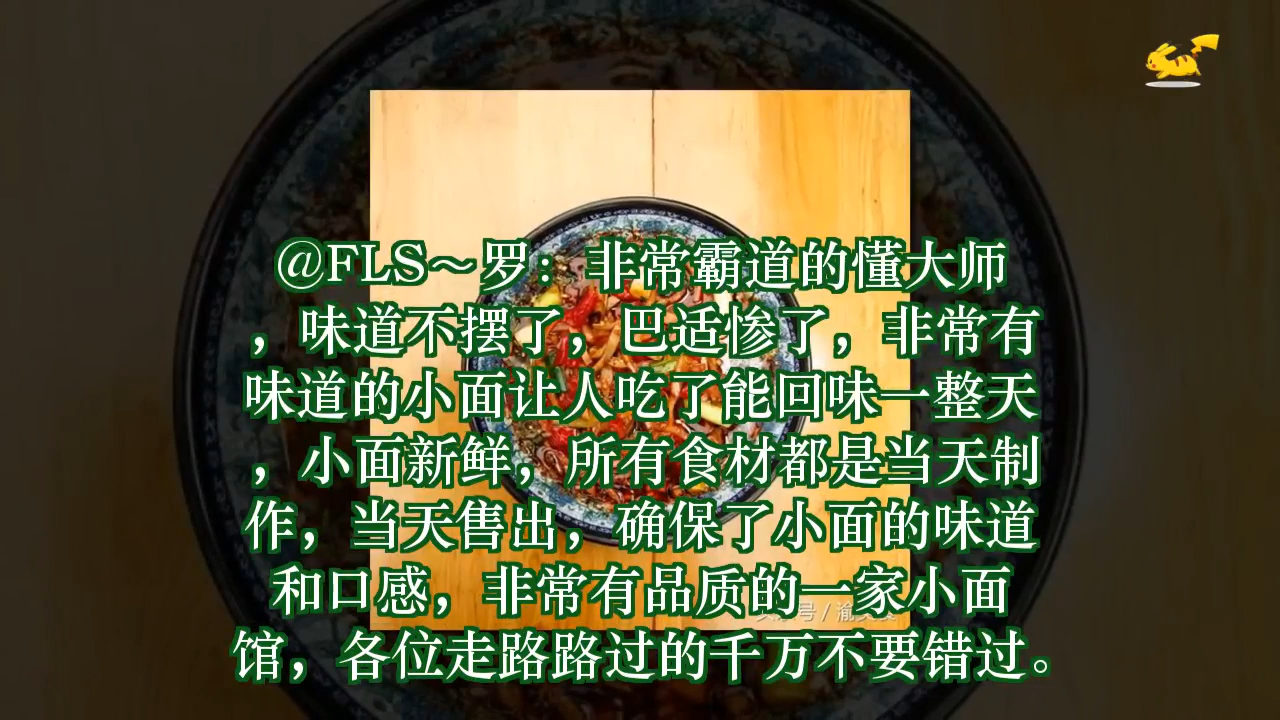 @FLS～罗：非常霸道的懂大师
，味道不摆了，巴适惨了，非常有
味道的小面让人吃了能回味一整天
，小面新鲜，所有食材都是当天制
作，当天售出，确保了小面的味道
和口感，非常有品质的一家小面
馆，各位走路路过的千万不要错过。